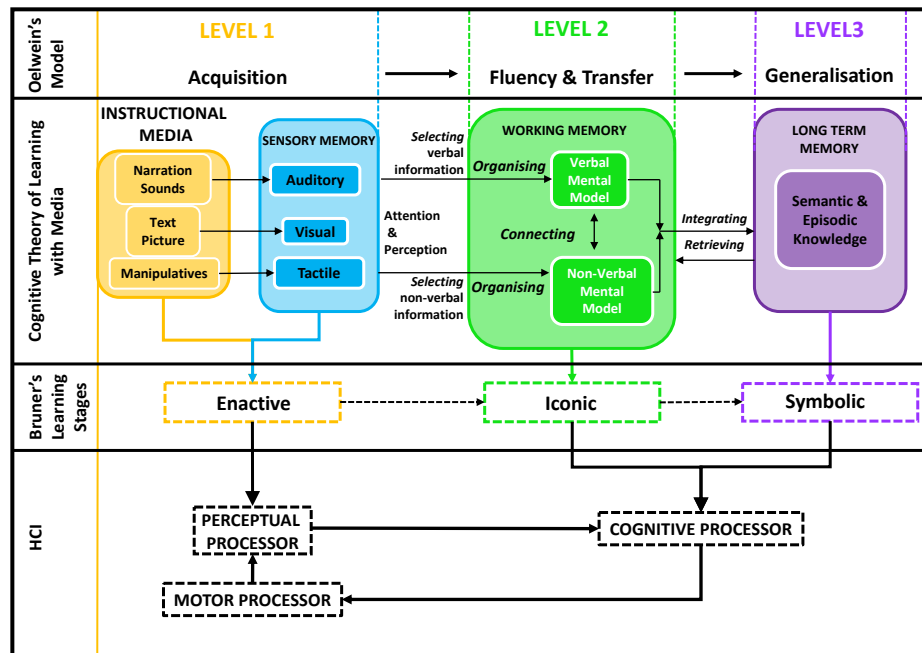 Oelwein's
Model
LEVEL 1
LEVEL 2
LEVEL3
Acquisition
Fluency & Transfer
Generalisation
Cognitive Theory of Learning
with Media
INSTRUCTIONAL
MEDIA
Narration
Sounds
Text
Picture
Manipulatives
SENSORY MEMORY
Auditory
Visual
Tactile
Selecting
verbal
information
Attention
&
Perception
Selecting
non-verbal
information
Organising
Organising
WORKING MEMORY
Verbal
Mental
Model
Connecting
Non-Verbal
Mental
Model
Integrating
Retrieving
LONG TERM
MEMORY
Semantic &
Episodic
Knowledge
Bruner's
Learning
Stages
Enactive
Iconic
Symbolic
HCI
PERCEPTUAL
PROCESSOR
COGNITIVE PROCESSOR
MOTOR PROCESSOR